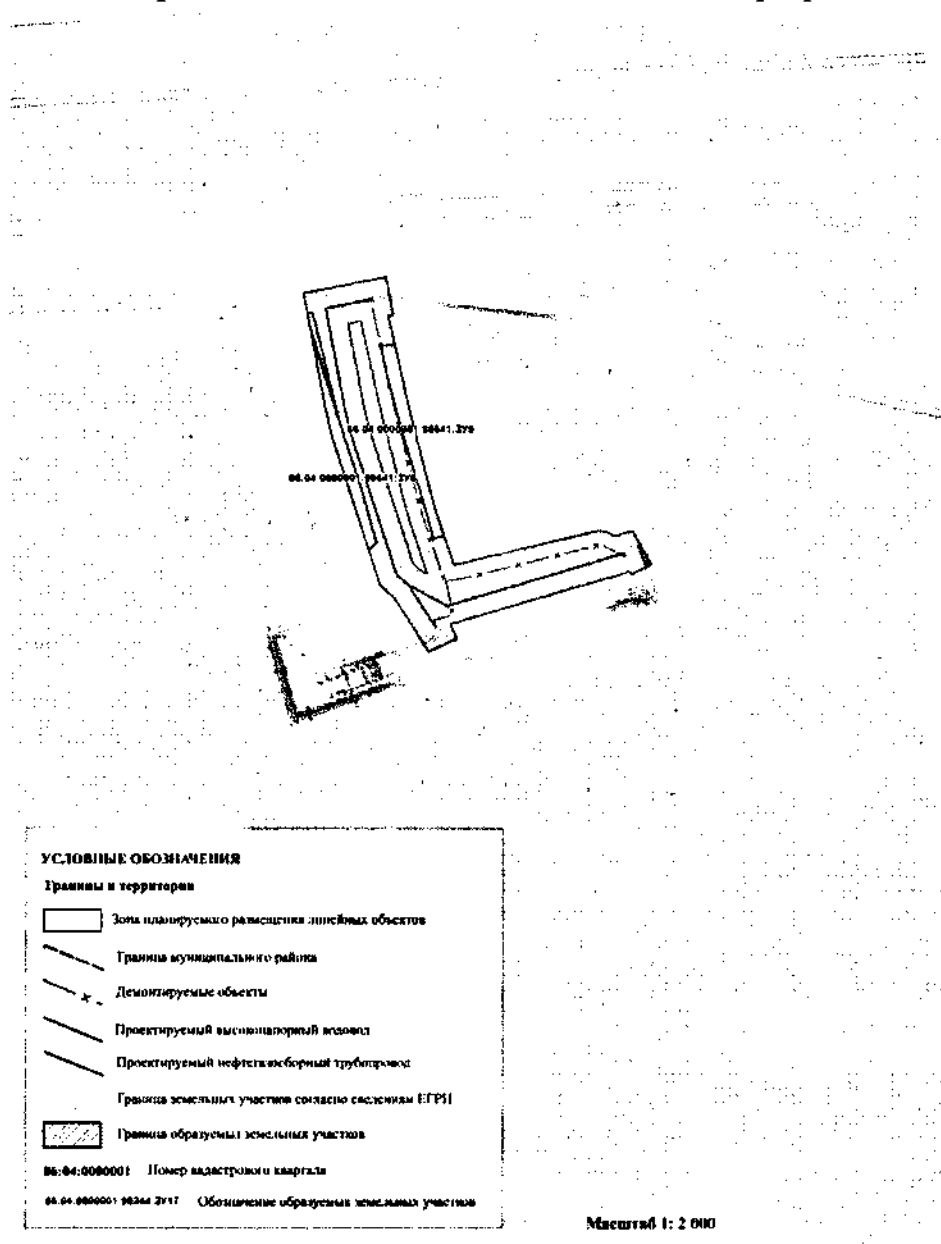 УСЛОВНЫЕ ОБОЗНАЧЕНИЯ
Границы и территории
Зона планируемого размещения линейных объектов
Граница муниципального района
Демонтируемые объекты
Проектируемый высоконапорный водовод
Проектируемый нефтегазосборный трубопровод
Граница земельных участков согласно сведениям ЕГРН
Граница образуемых земельных участков
86:04:0000001 Номер кадастрового квартала
Обозначение образуемых земельных участков
Масштаб 1: 2 000